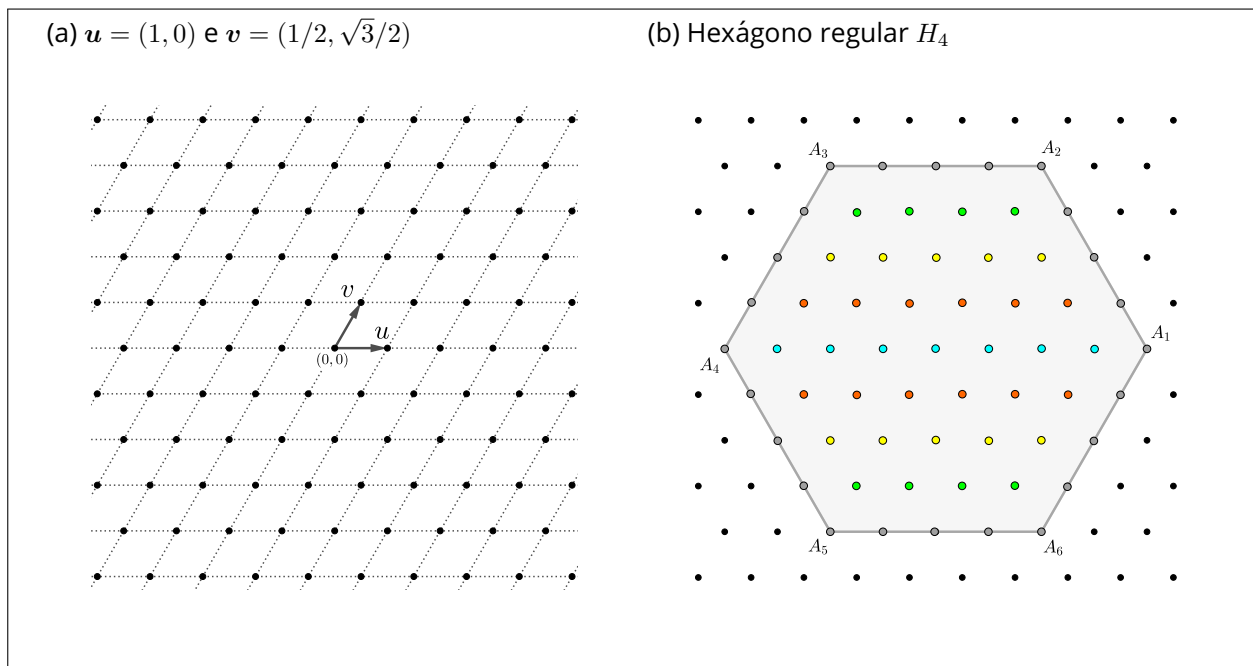 (a) u = (1, 0) e v = (1/2, √3/2)
(b) Hexágono regular H₄
v
u
(0, 0)
A₃
A₂
A₁
A₄
A₅
A₆